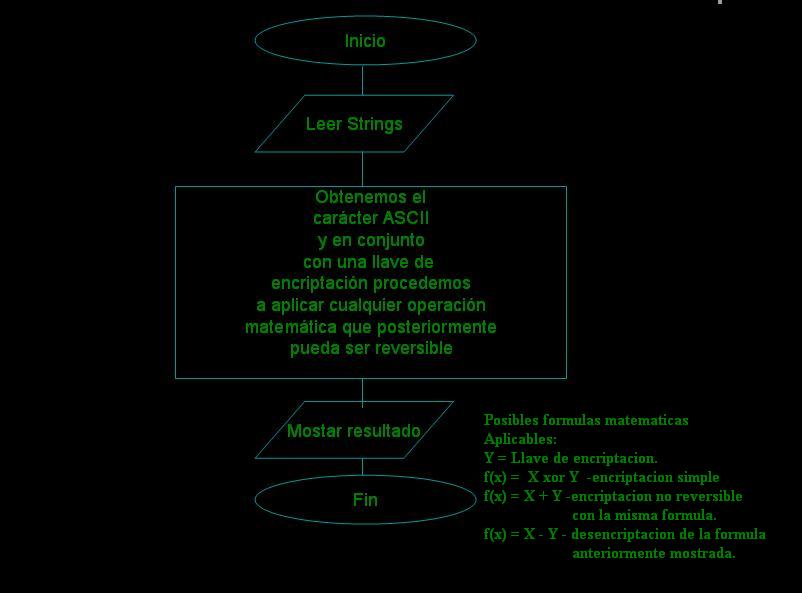 Inicio
Leer Strings
Obtenemos el
carácter ASCII
y en conjunto
con una llave de
encriptación procedemos
a aplicar cualquier operación
matemática que posteriormente
pueda ser reversible
Mostar resultado
Fin
Posibles formulas matematicas
Aplicables:
Y = Llave de encriptacion.
f(x) =  X xor Y  -encriptacion simple
f(x) = X + Y -encriptacion no reversible
con la misma formula.
f(x) = X - Y - desencriptacion de la formula
anteriormente mostrada.